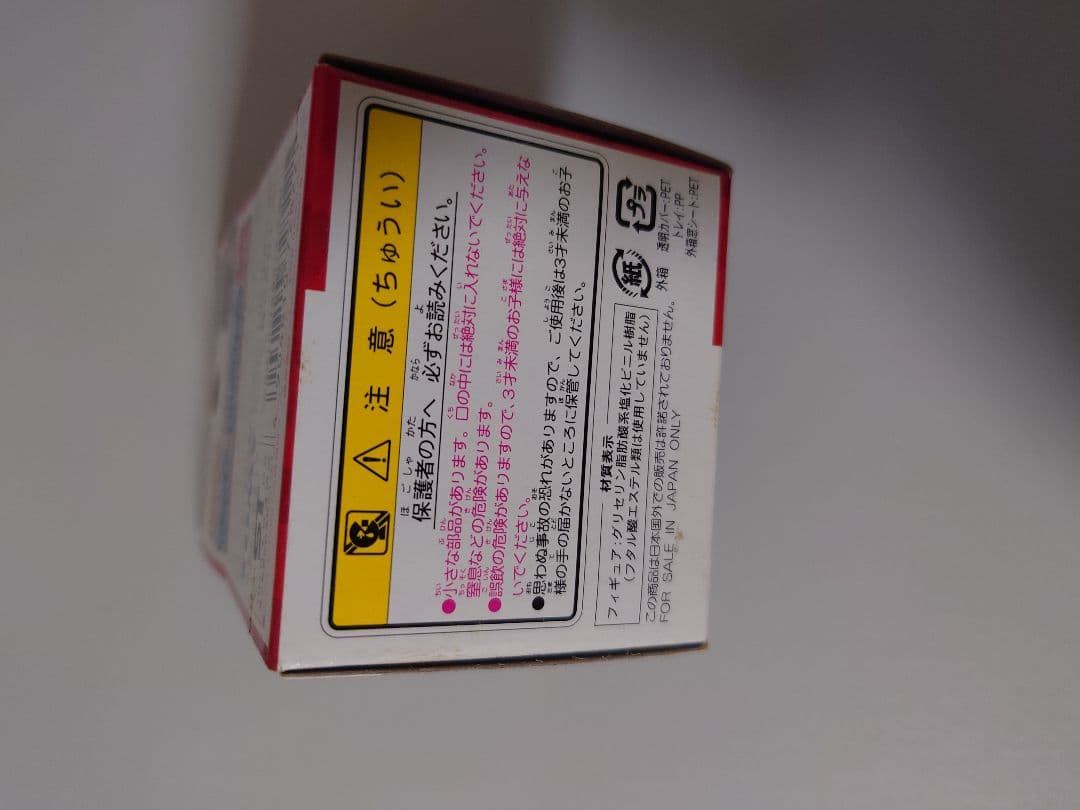 注 意 (ちゅうい)
保護者の方へ 必ずお読みください。
●小さな部品があります。口の中には絶対に入れないでください。
窒息などの危険があります。
●誤飲の危険がありますので、3才未満のお子様には絶対に与えな
いでください。
●思わぬ事故の恐れがありますので、ご使用後は3才未満のお子
様の手の届かないところに保管してください。
材質表示
フィギュア:グリセリン脂肪酸系塩化ビニル樹脂
(フタル酸エステル類は使用していません)
紙
外箱
プラ
透明カバー:PET
トレイ:PP
外箱窓シート:PET
この商品は日本国外での販売は許諾されておりません。
FOR SALE IN JAPAN ONLY